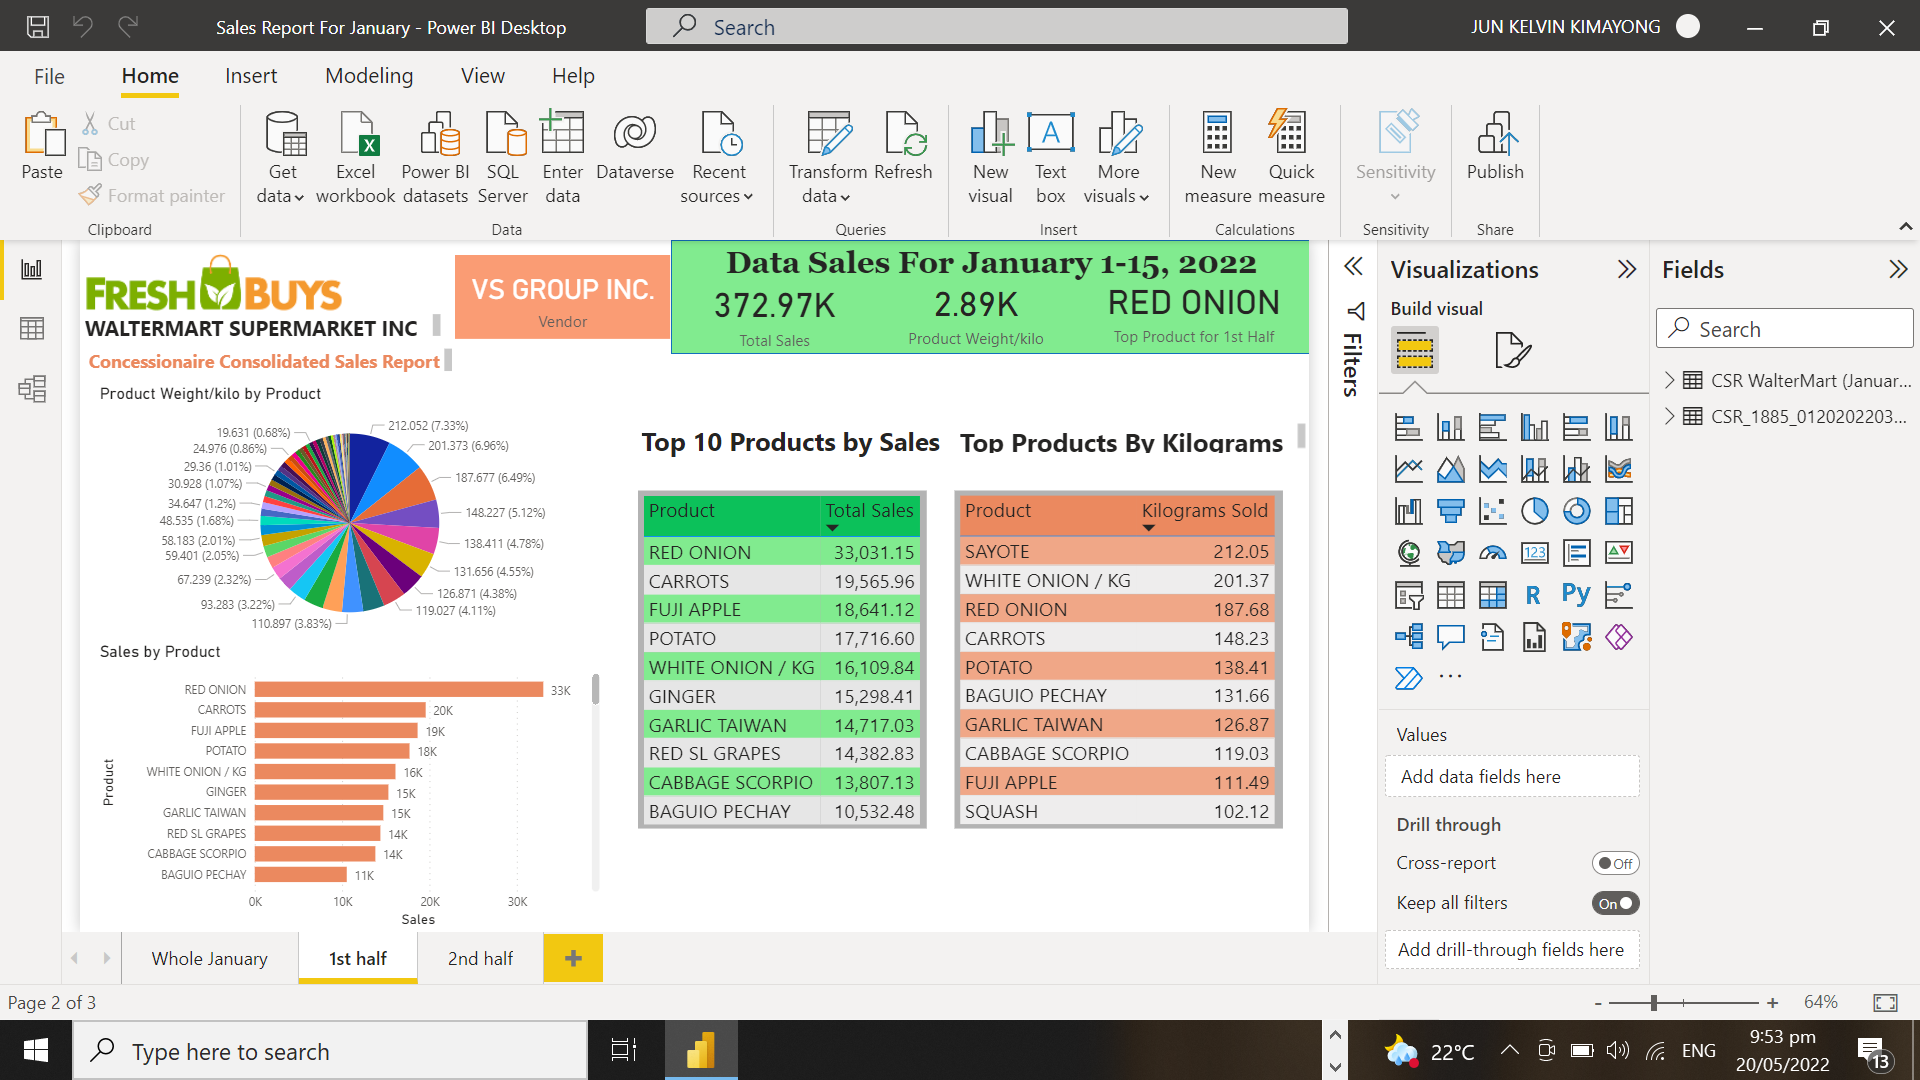 Sales Report For January - Power BI Desktop
Search
JUN KELVIN KIMAYONG
File
Home
Insert
Modeling
View
Help
Paste
Cut
Copy
Format painter
Clipboard
Get data
Excel workbook
Power BI datasets
SQL Server
Enter data
Dataverse
Recent sources
Data
Transform data
Refresh
Queries
New visual
Text box
More visuals
Insert
New measure
Quick measure
Calculations
Sensitivity
Sensitivity
Publish
Share
FRESH BUYS
WALTERMART SUPERMARKET INC
Concessionaire Consolidated Sales Report
VS GROUP INC.
Vendor
Data Sales For January 1-15, 2022
372.97K
Total Sales
2.89K
Product Weight/kilo
RED ONION
Top Product for 1st Half
Product Weight/kilo by Product
212.052 (7.33%)
201.373 (6.96%)
187.677 (6.49%)
148.227 (5.12%)
138.411 (4.78%)
131.656 (4.55%)
126.871 (4.38%)
119.027 (4.11%)
110.897 (3.83%)
93.283 (3.22%)
67.239 (2.32%)
59.401 (2.05%)
58.183 (2.01%)
48.535 (1.68%)
34.647 (1.2%)
30.928 (1.07%)
29.36 (1.01%)
24.976 (0.86%)
19.631 (0.68%)
Sales by Product
Product
RED ONION 33K
CARROTS 20K
FUJI APPLE 19K
POTATO 18K
WHITE ONION / KG 16K
GINGER 15K
GARLIC TAIWAN 15K
RED SL GRAPES 14K
CABBAGE SCORPIO 14K
BAGUIO PECHAY 11K
0K 10K 20K 30K
Sales
Top 10 Products by Sales
Product Total Sales
RED ONION 33,031.15
CARROTS 19,565.96
FUJI APPLE 18,641.12
POTATO 17,716.60
WHITE ONION / KG 16,109.84
GINGER 15,298.41
GARLIC TAIWAN 14,717.03
RED SL GRAPES 14,382.83
CABBAGE SCORPIO 13,807.13
BAGUIO PECHAY 10,532.48
Top Products By Kilograms
Product Kilograms Sold
SAYOTE 212.05
WHITE ONION / KG 201.37
RED ONION 187.68
CARROTS 148.23
POTATO 138.41
BAGUIO PECHAY 131.66
GARLIC TAIWAN 126.87
CABBAGE SCORPIO 119.03
FUJI APPLE 111.49
SQUASH 102.12
Filters
Visualizations
Build visual
123
R
Py
Values
Add data fields here
Drill through
Cross-report
Off
Keep all filters
On
Add drill-through fields here
Fields
Search
CSR WalterMart (Januar...
CSR_1885_0120202203...
Whole January
1st half
2nd half
Page 2 of 3
- + 64%
Type here to search
22°C
ENG
9:53 pm
20/05/2022
13